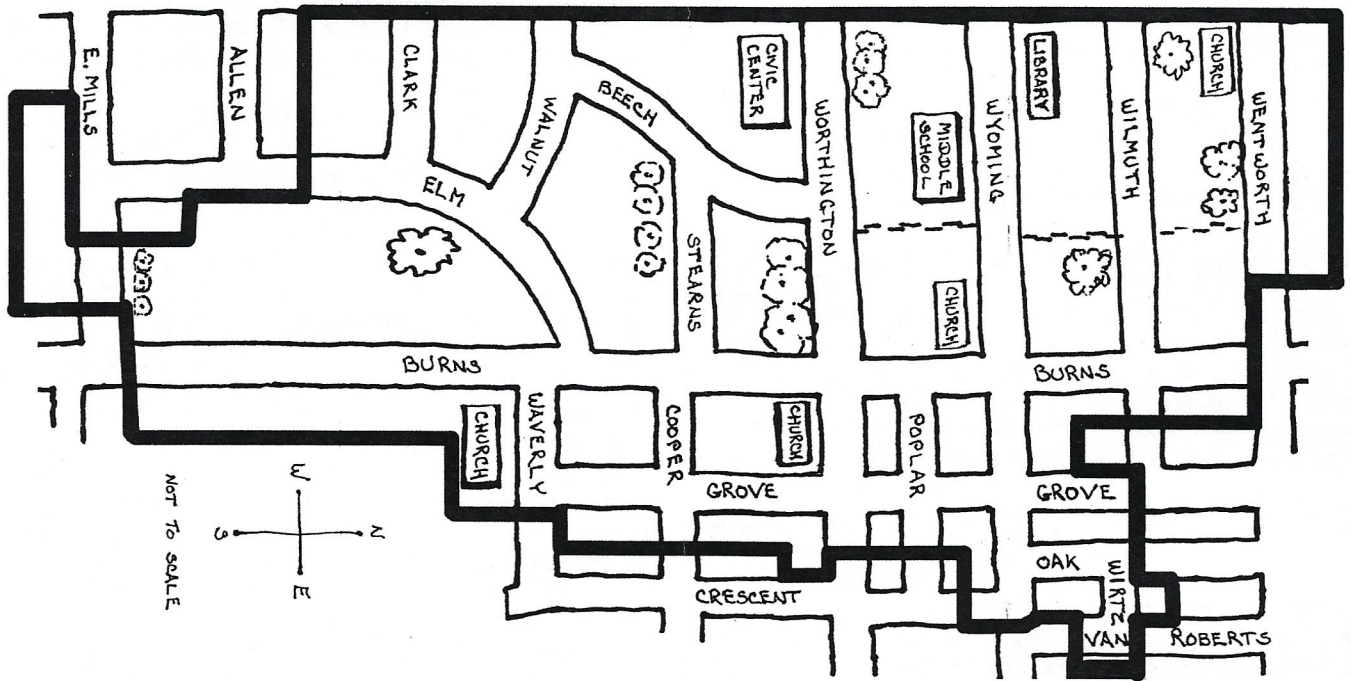 E. MILLS
ALLEN
CLARK
WALNUT
BEECH
CIVIC
CENTER
WORTHINGTON
MIDDLE
SCHOOL
WYOMING
LIBRARY
WILMUTH
CHURCH
WENTWORTH
ELM
STEARNS
CHURCH
BURNS
BURNS
CHURCH
WAVERLY
COOPER
CHURCH
POPLAR
GROVE
GROVE
OAK
WIRTZ
CRESCENT
VAN
ROBERTS
W
N
S
E
NOT TO SCALE